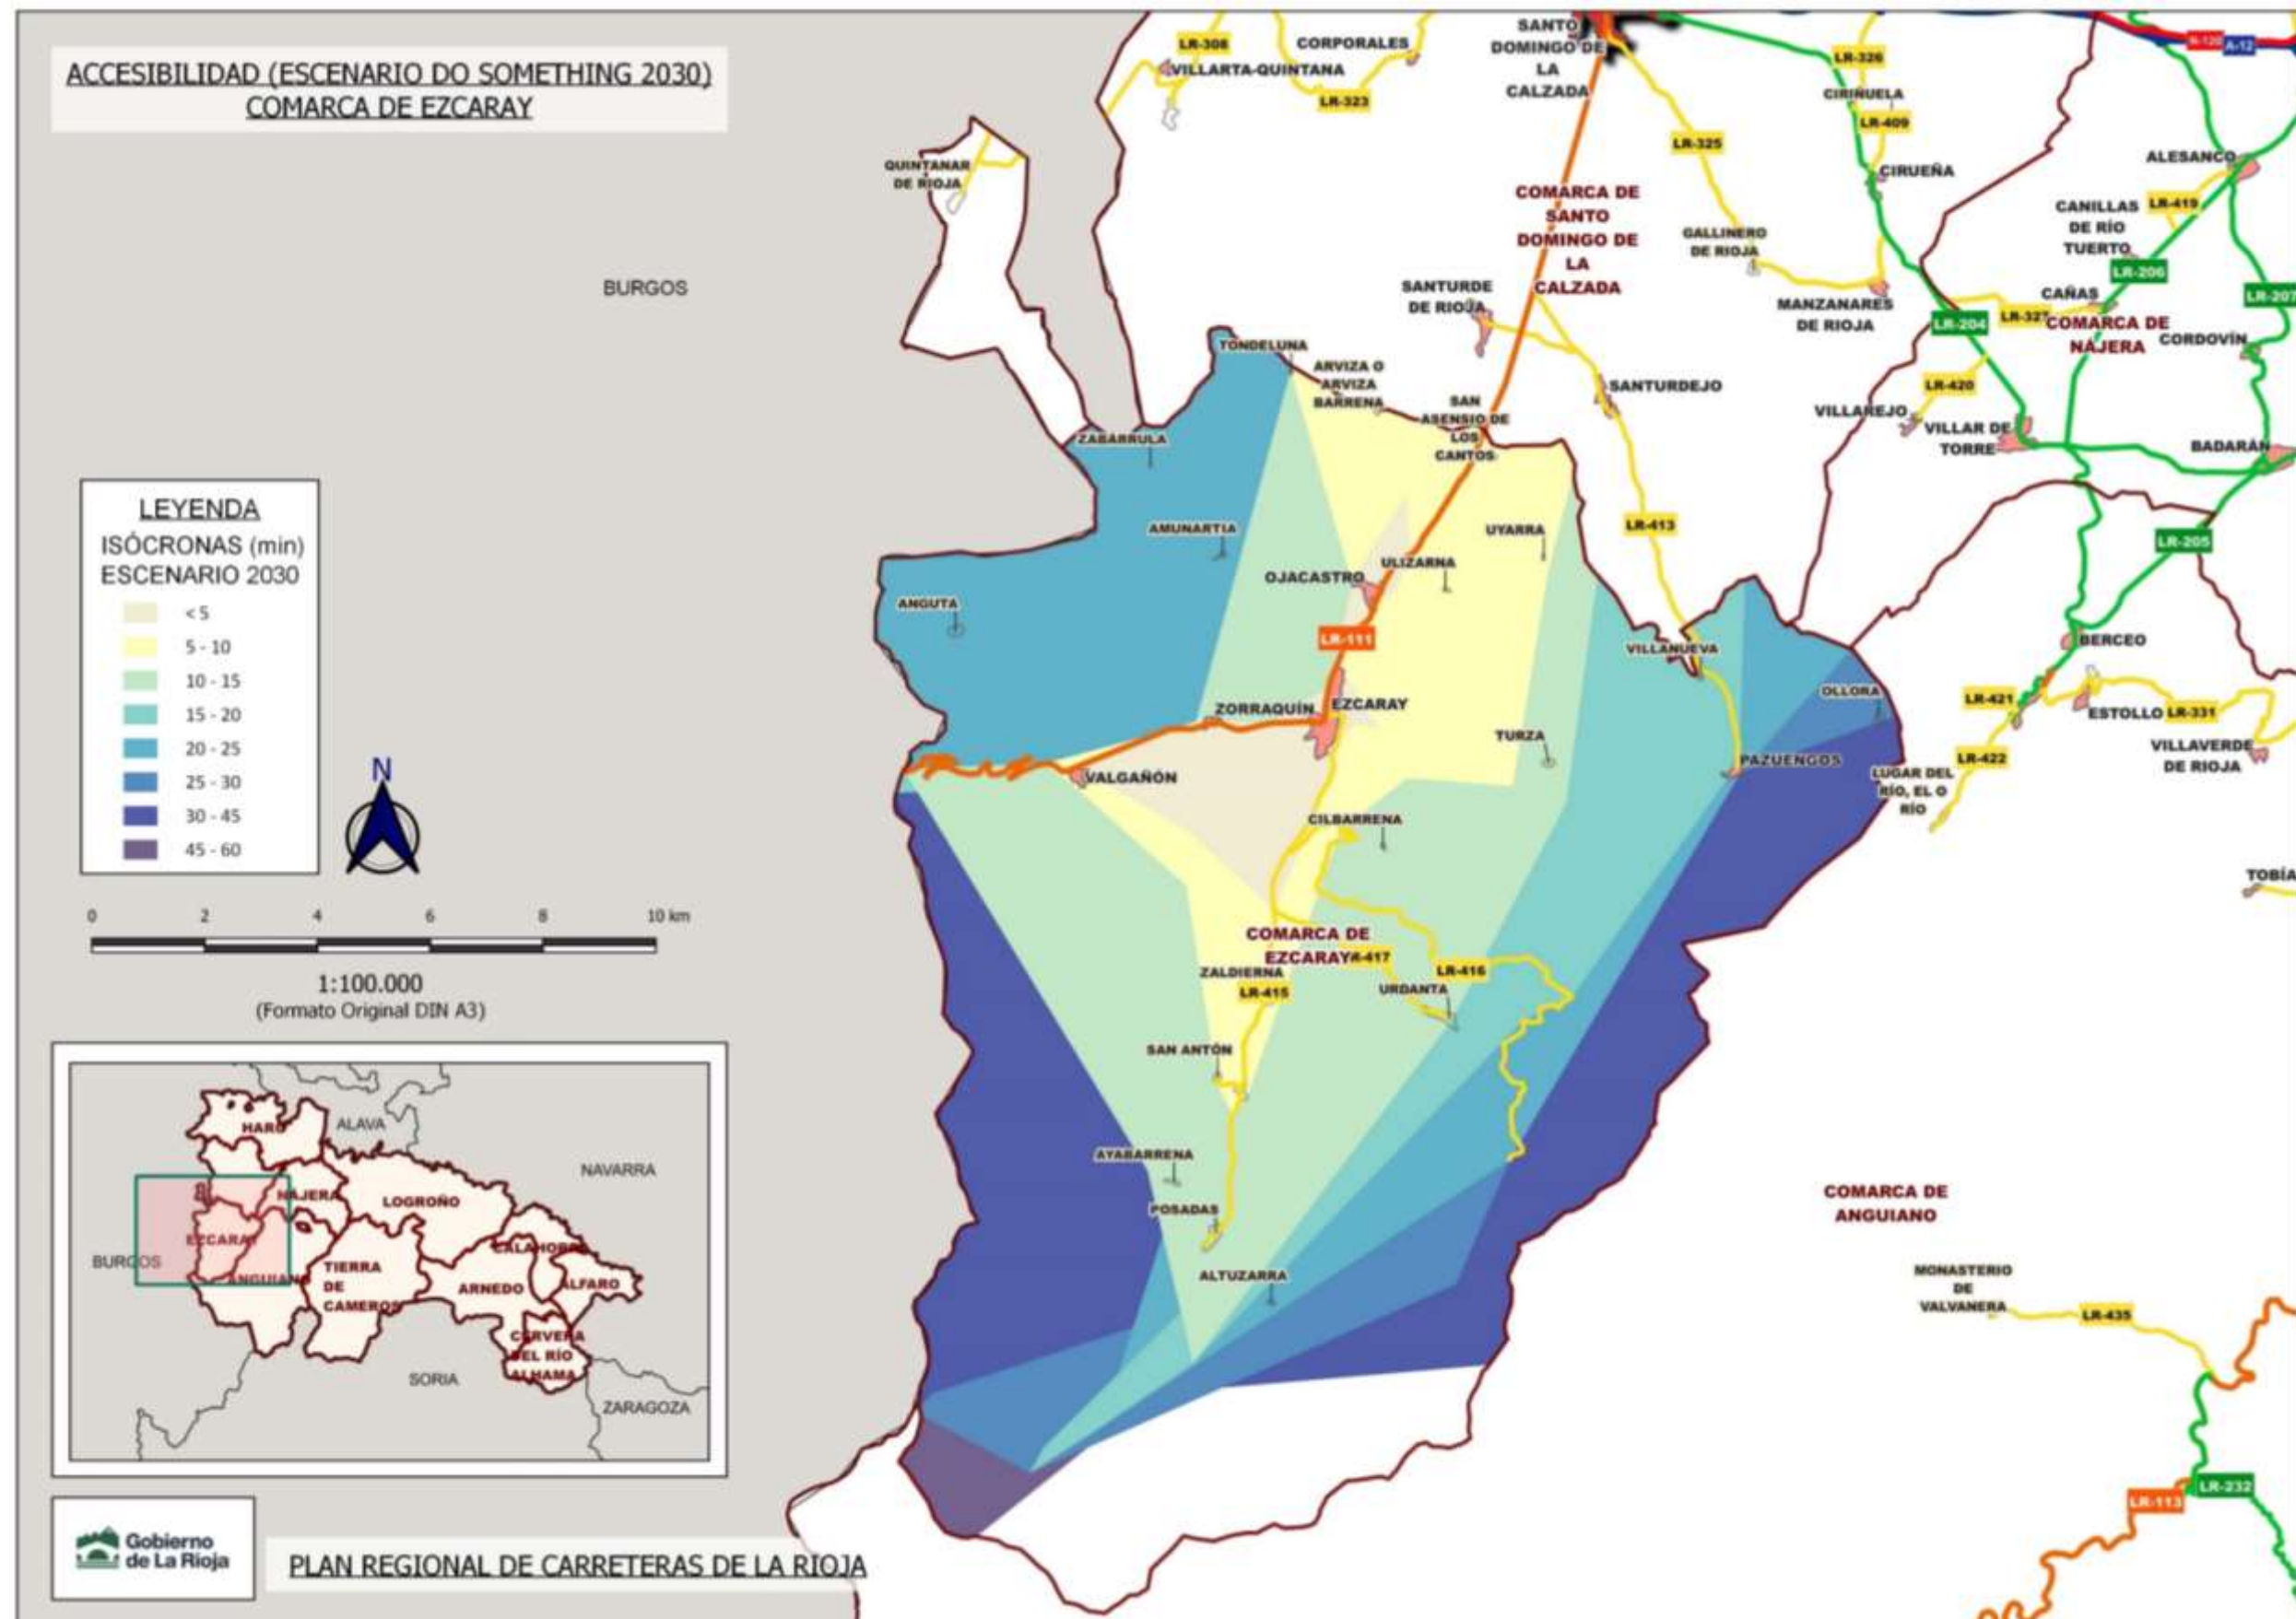 ACCESIBILIDAD (ESCENARIO DO SOMETHING 2030)
COMARCA DE EZCARAY
BURGOS
LEYENDA
ISÓCRONAS (min)
ESCENARIO 2030
< 5
5 - 10
10 - 15
15 - 20
20 - 25
25 - 30
30 - 45
45 - 60
N
0 2 4 6 8 10 km
1:100.000
(Formato Original DIN A3)
HARO
ALAVA
NAVARRA
NÁJERA
LOGROÑO
EZCARAY
BURGOS
ANGUIANO
TIERRA
DE
CAMEROS
CALAHORRA
ARNEDO
ALFARO
CERVERA
DEL RÍO
ALHAMA
SORIA
ZARAGOZA
Gobierno
de La Rioja
PLAN REGIONAL DE CARRETERAS DE LA RIOJA
LR-308
CORPORALES
VILLARTA-QUINTANA
LR-323
SANTO
DOMINGO DE
LA
CALZADA
LR-326
N-120
A-12
CIRIÑUELA
LR-409
LR-325
CIRUEÑA
ALESANCO
QUINTANAR
DE RIOJA
COMARCA DE
SANTO
DOMINGO DE
LA
CALZADA
CANILLAS
DE RÍO
TUERTO
LR-419
GALLINERO
DE RIOJA
LR-206
LR-207
SANTURDE
DE RIOJA
MANZANARES
DE RIOJA
CAÑAS
LR-204
LR-327
COMARCA DE
NÁJERA
CORDOVÍN
TONDELUNA
ARVIZA O
ARVIZA
BARRENA
SANTURDEJO
LR-420
SAN
ASENSIO DE
LOS
CANTOS
VILLAREJO
VILLAR DE
TORRE
BADARÁN
ZABÁRRULA
AMUNARTIA
UYARRA
LR-413
LR-205
OJACASTRO
ULIZARNA
ANGUTA
LR-111
VILLANUEVA
BERCEO
OLLORA
LR-421
ESTOLLO
LR-331
ZORRAQUÍN
EZCARAY
TURZA
VILLAVERDE
DE RIOJA
LR-422
PAZUENGOS
LUGAR DEL
RÍO, EL O
RÍO
VALGAÑÓN
CILBARRENA
TOBÍA
COMARCA DE
EZCARAY
R-417
ZALDIERNA
LR-416
LR-415
URDANTA
SAN ANTÓN
AYABARRENA
POSADAS
ALTUZARRA
COMARCA DE
ANGUIANO
MONASTERIO
DE
VALVANERA
LR-435
LR-113
LR-232